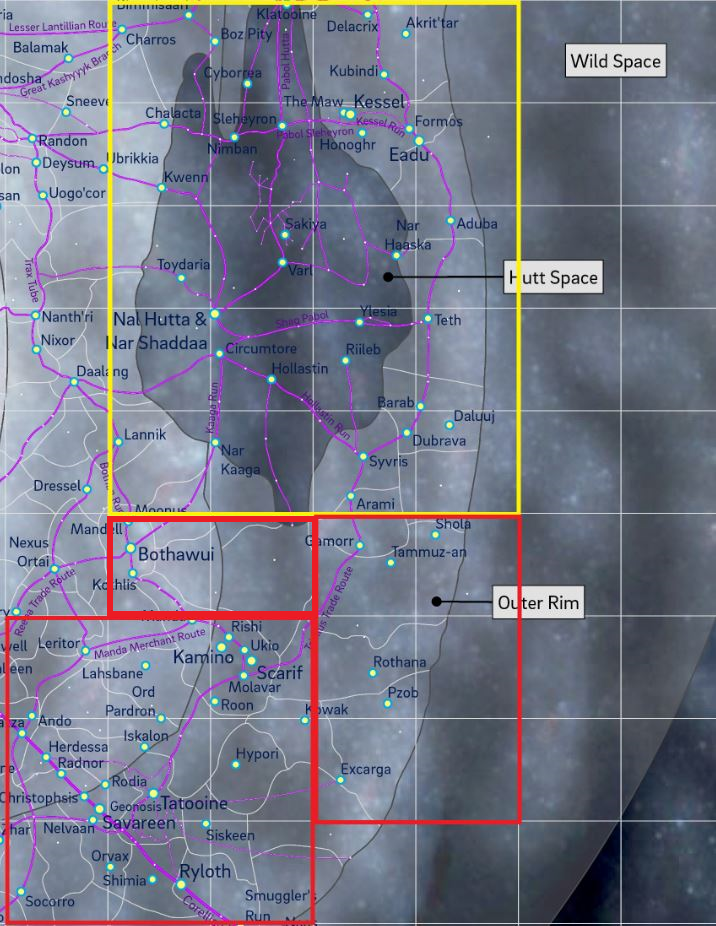 Klatooine
Lesser Lantillian Route
Delacrix
Akrit'tar
Charros
Boz Pity
Balamak
Pabol Hutta
Wild Space
Great Kashyyyk Branch
Cyborrea
Kubindi
Sneeve
The Maw
Kessel
Chalacta
Sleheyron
Kessel Run
Formos
Pabol Sleheyron
Randon
Nimban
Honoghr
Eadu
Deysum
Ubrikkia
Kwenn
Uogo'cor
Sakiya
Nar
Haaska
Aduba
Trax Tube
Toydaria
Varl
Hutt Space
Nanth'ri
Nal Hutta &
Nar Shaddaa
Shag Pabol
Ylesia
Teth
Nixor
Circumtore
Riileb
Daalang
Hollastin
Kaaga Run
Hollastin Run
Barab
Daluuj
Lannik
Nar
Kaaga
Dubrava
Syvris
Dressel
Arami
Mandell
Nexus
Ortai
Bothawui
Gamorr
Shola
Tammuz-an
Kothlis
Outer Rim
Rishi
Leritor
Manda Merchant Route
Kamino
Ukio
Scarif
Lahsbane
Molavar
Rothana
Ord
Pardron
Roon
Pzob
Ando
Kowak
Iskalon
Herdessa
Radnor
Hypori
Excarga
Rodia
Christophsis
Geonosis
Tatooine
Nelvaan
Savareen
Siskeen
Orvax
Shimia
Ryloth
Socorro
Smuggler's
Run